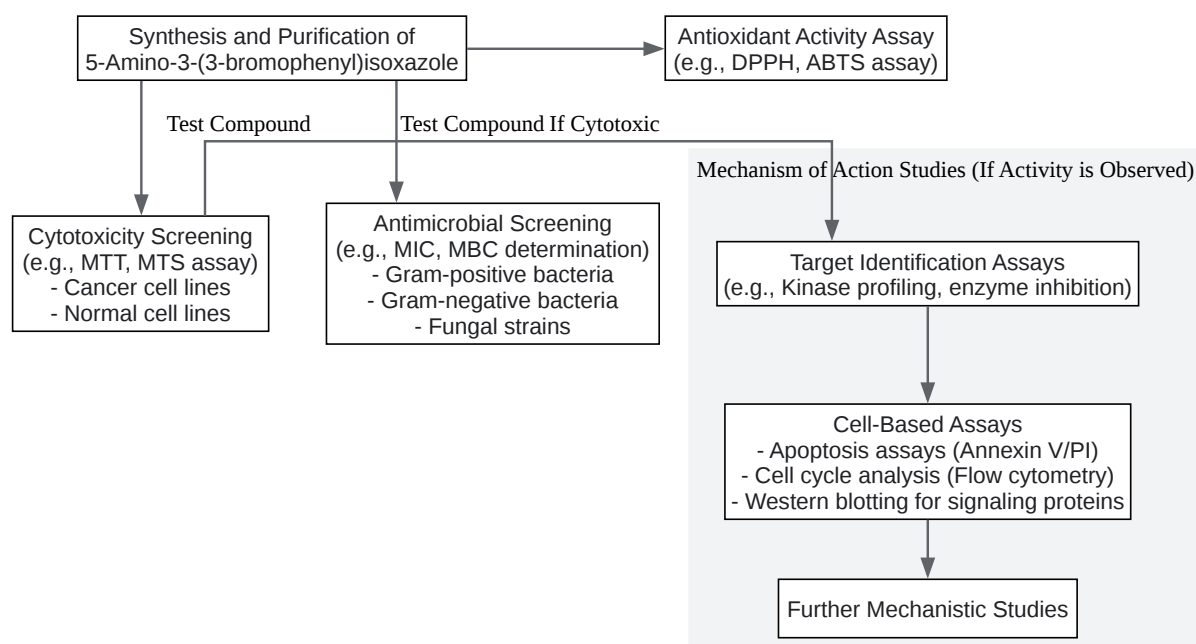 Synthesis and Purification of
5-Amino-3-(3-bromophenyl)isoxazole
Antioxidant Activity Assay
(e.g., DPPH, ABTS assay)
Test Compound
Test Compound
If Cytotoxic
Mechanism of Action Studies (If Activity is Observed)
Cytotoxicity Screening
(e.g., MTT, MTS assay)
- Cancer cell lines
- Normal cell lines
Antimicrobial Screening
(e.g., MIC, MBC determination)
- Gram-positive bacteria
- Gram-negative bacteria
- Fungal strains
Target Identification Assays
(e.g., Kinase profiling, enzyme inhibition)
Cell-Based Assays
- Apoptosis assays (Annexin V/PI)
- Cell cycle analysis (Flow cytometry)
- Western blotting for signaling proteins
Further Mechanistic Studies